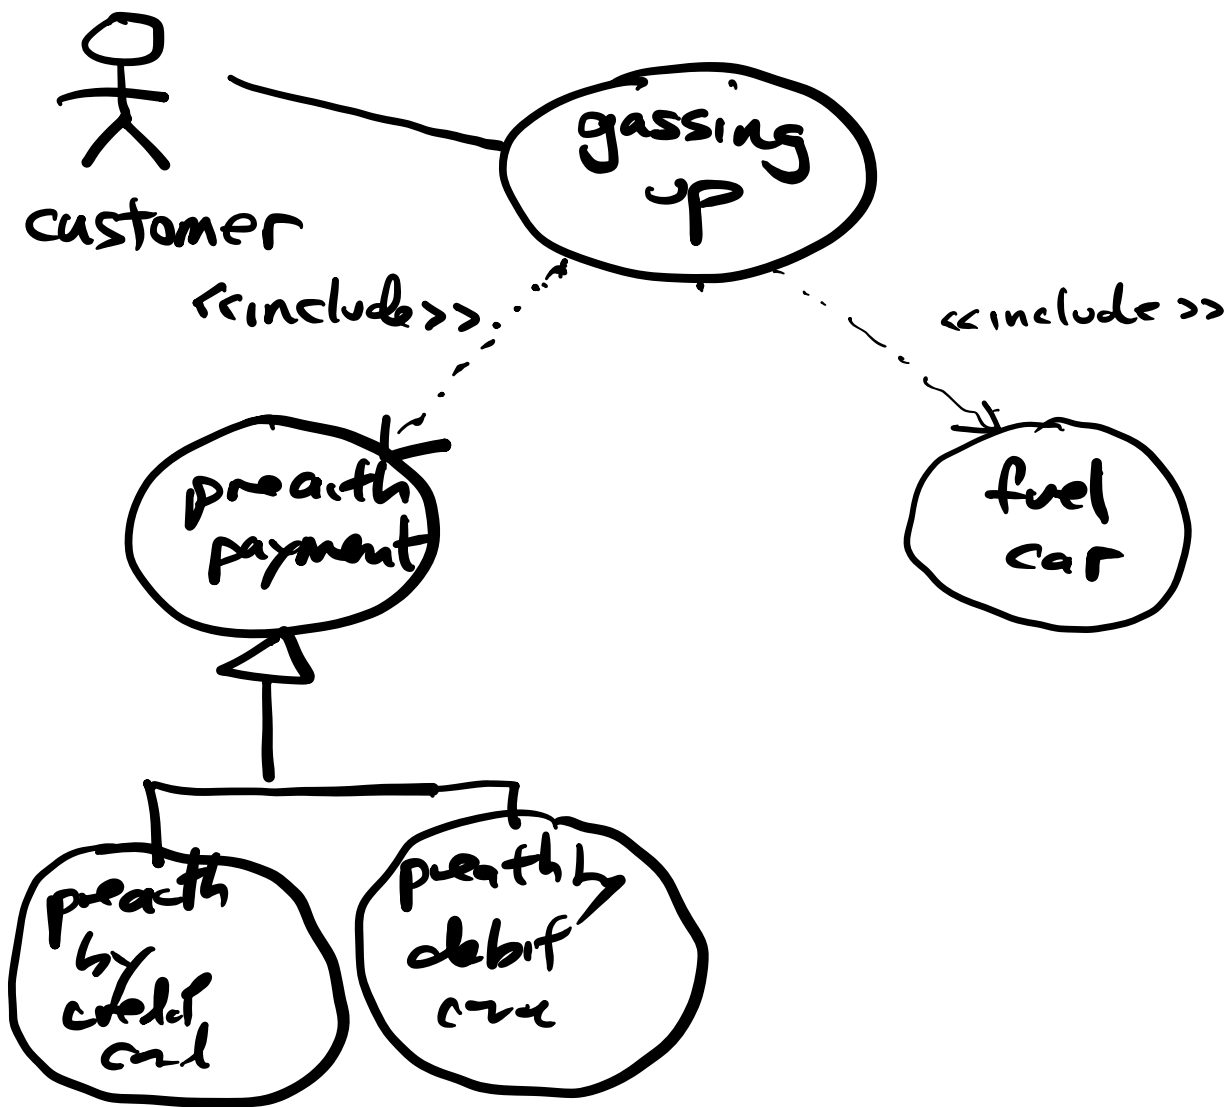 gassing
up
customer
<<include>>
<<include>>
preauth
payment
fuel
car
preauth
by
credit
card
preauth by
debit